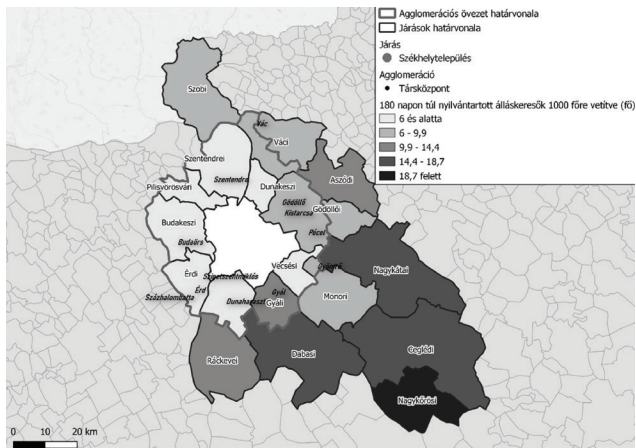 Agglomerációs övezet határvonala
Járások határvonala
Járás
Székhelytelepülés
Agglomeráció
Társközpont
180 napon túl nyilvántartott álláskeresők 1000 főre vetítve (fő)
6 és alatta
6 - 9,9
9,9 - 14,4
14,4 - 18,7
18,7 felett
Szobi
Vác
Váci
Szentendrei
Szentendre
Aszódi
Pilisvörösvári
Dunakeszi
Gödöllő
Kistarcsa
Gödöllői
Budakeszi
Pécel
Budaörs
Vecsési
Gyömrő
Nagykátai
Érdi
Szigetszentmiklós
Érd
Gyál
Százhalombatta
Dunaharaszti
Gyáli
Monori
Ráckevei
Dabasi
Ceglédi
Nagykőrösi
0 10 20 km